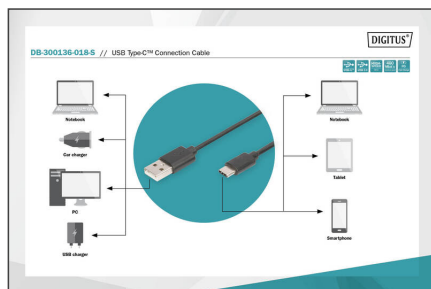 DIGITUS®
DB-300136-018-S // USB Type-C™ Connection Cable
Notebook
Car charger
PC
USB charger
Notebook
Tablet
Smartphone